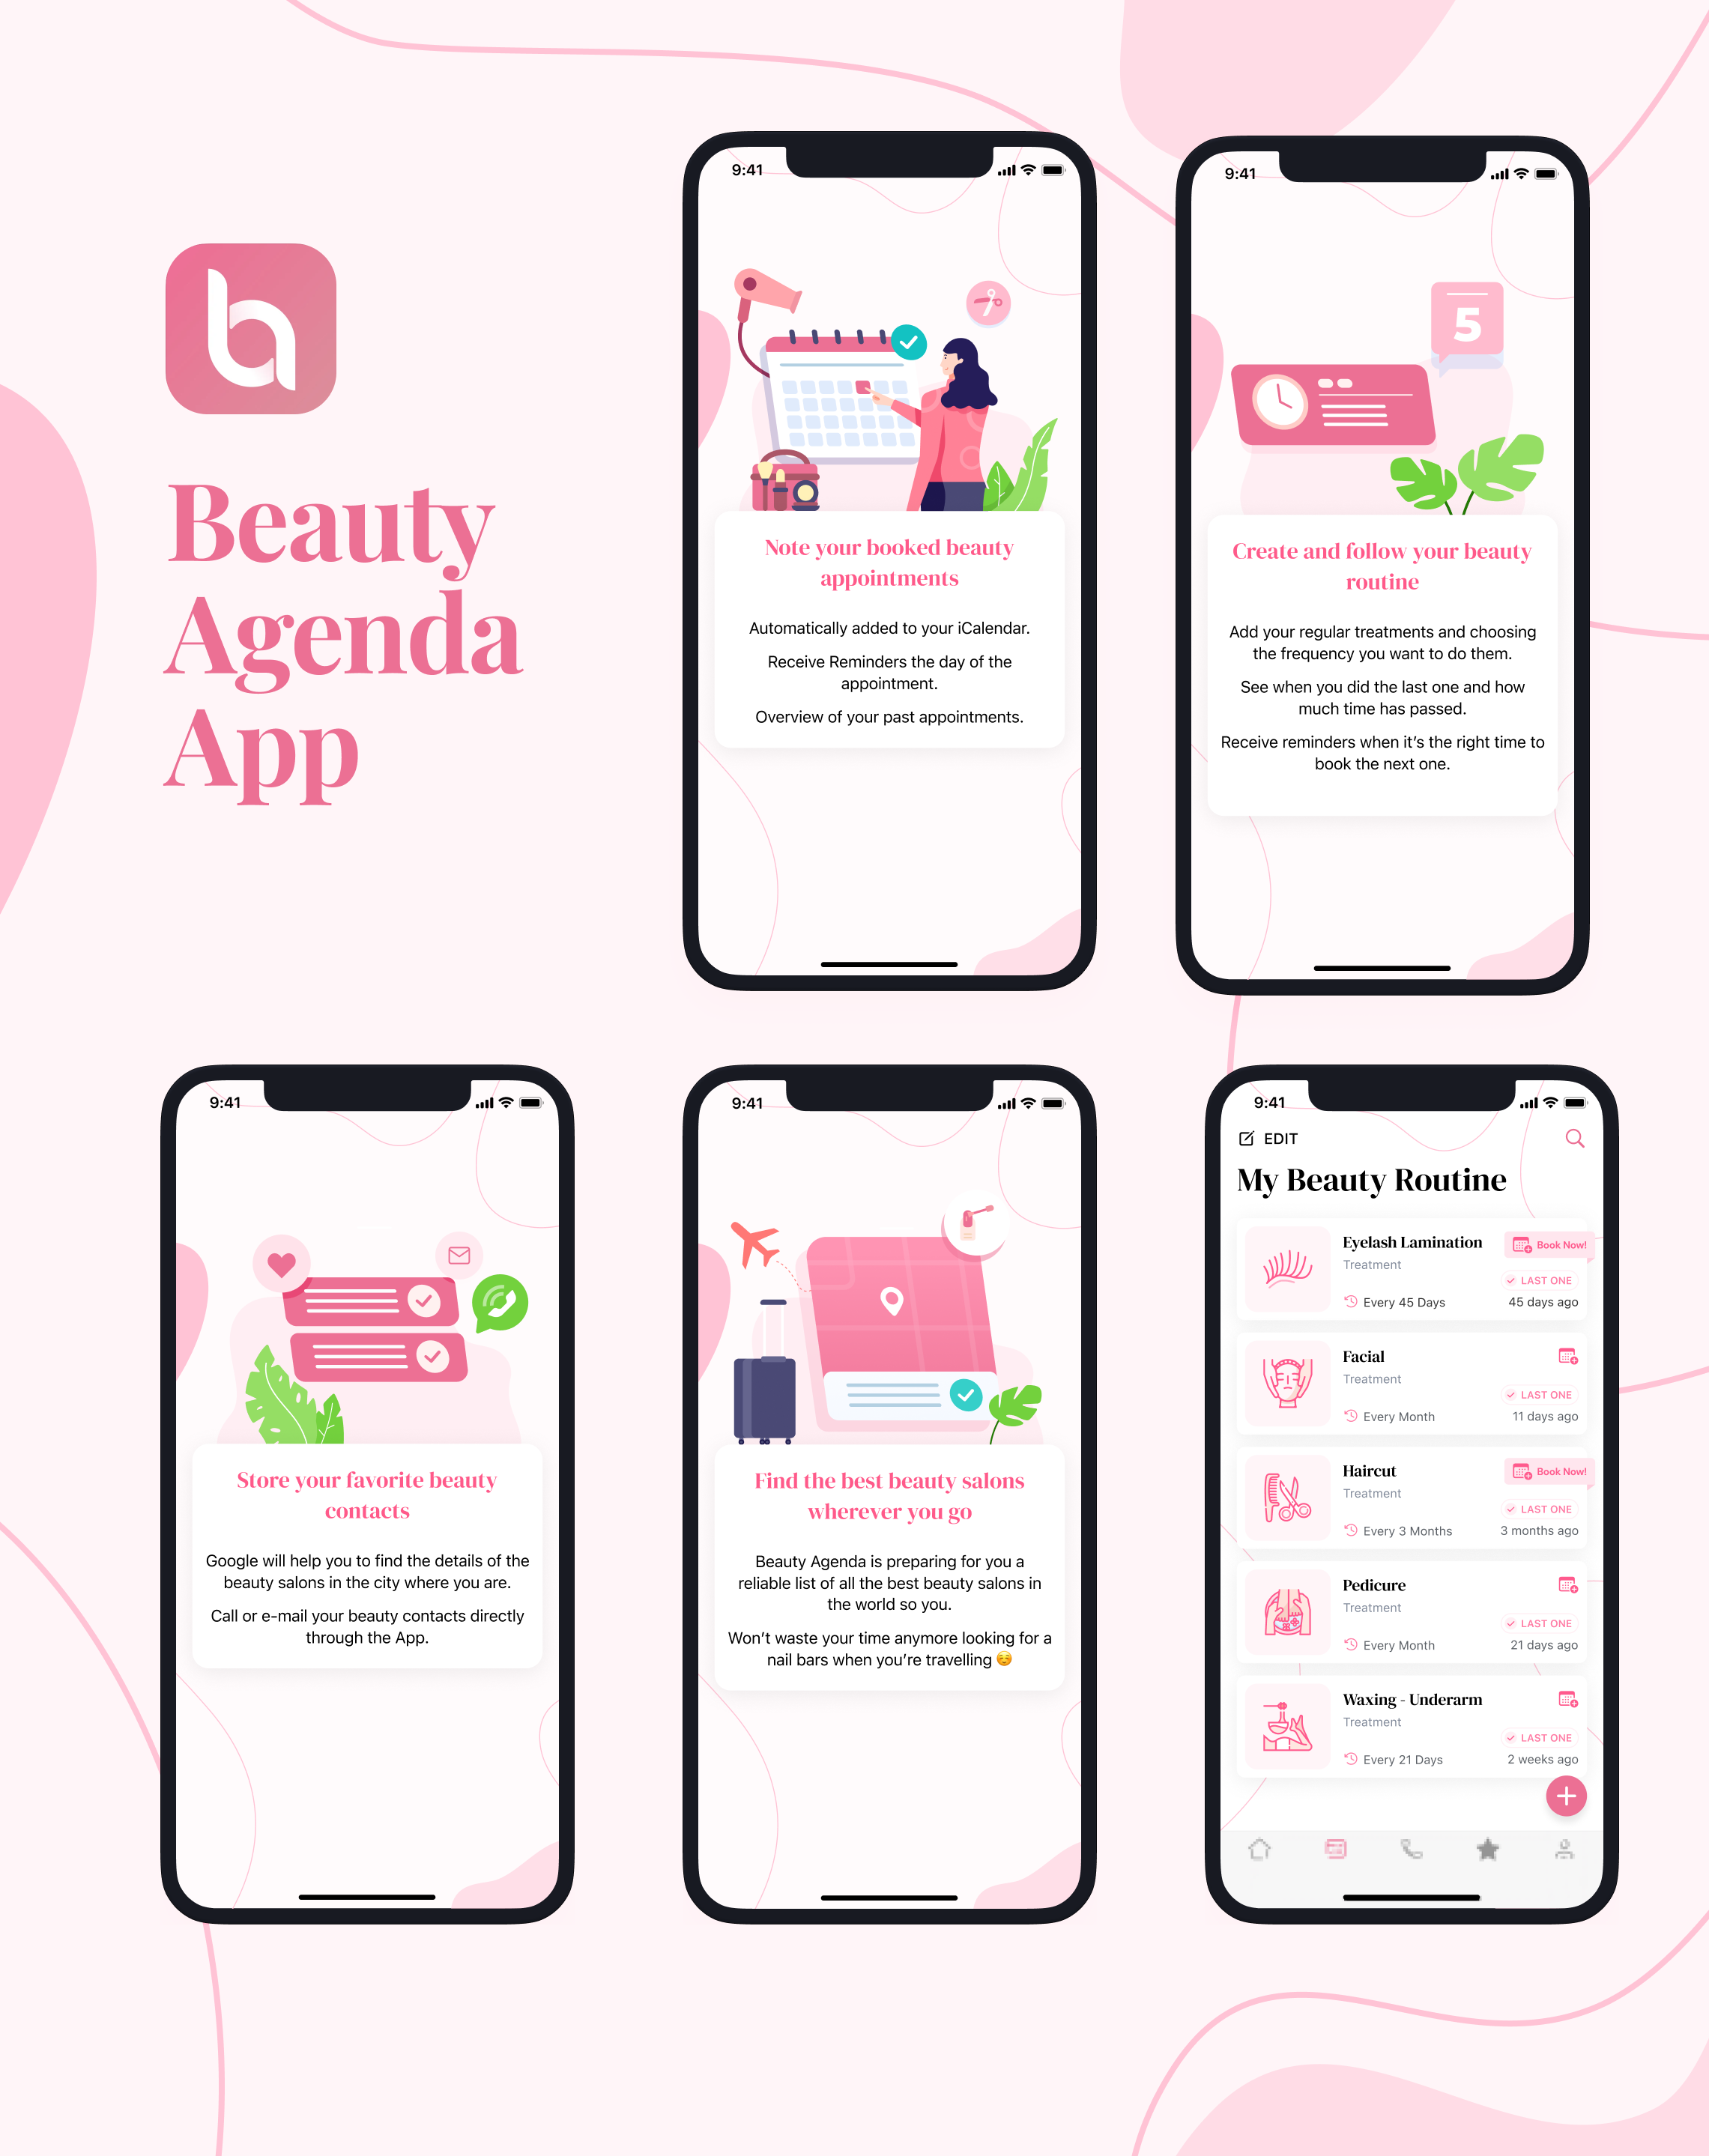 Beauty
Agenda
App
9:41
Note your booked beauty
appointments
Automatically added to your iCalendar.
Receive Reminders the day of the
appointment.
Overview of your past appointments.
9:41
5
Create and follow your beauty
routine
Add your regular treatments and choosing
the frequency you want to do them.
See when you did the last one and how
much time has passed.
Receive reminders when it’s the right time to
book the next one.
9:41
Store your favorite beauty
contacts
Google will help you to find the details of the
beauty salons in the city where you are.
Call or e-mail your beauty contacts directly
through the App.
9:41
Find the best beauty salons
wherever you go
Beauty Agenda is preparing for you a
reliable list of all the best beauty salons in
the world so you.
Won’t waste your time anymore looking for a
nail bars when you’re travelling ☺️
9:41
EDIT
My Beauty Routine
Eyelash Lamination
Book Now!
Treatment
LAST ONE
Every 45 Days
45 days ago
Facial
Treatment
LAST ONE
Every Month
11 days ago
Haircut
Book Now!
Treatment
LAST ONE
Every 3 Months
3 months ago
Pedicure
Treatment
LAST ONE
Every Month
21 days ago
Waxing - Underarm
Treatment
LAST ONE
Every 21 Days
2 weeks ago